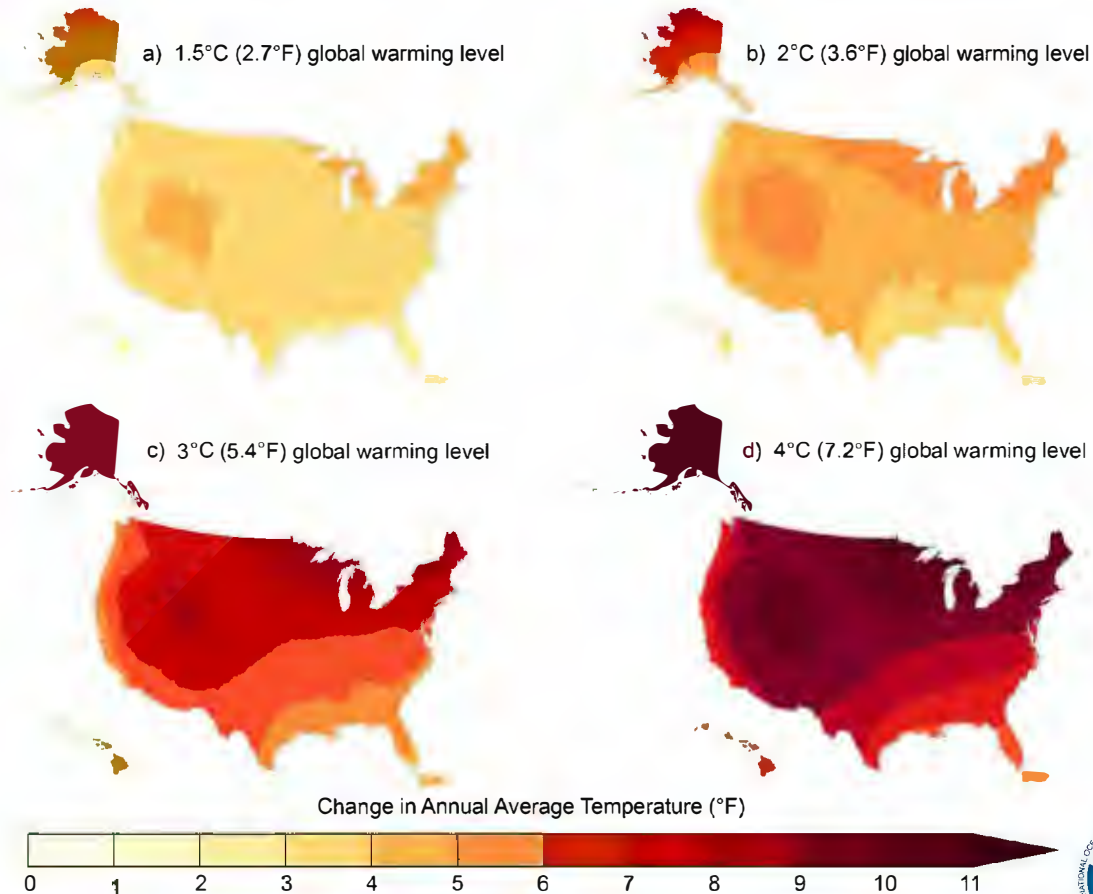 a) 1.5°C (2.7°F) global warming level
b) 2°C (3.6°F) global warming level
c) 3°C (5.4°F) global warming level
d) 4°C (7.2°F) global warming level
Change in Annual Average Temperature (°F)
0 1 2 3 4 5 6 7 8 9 10 11